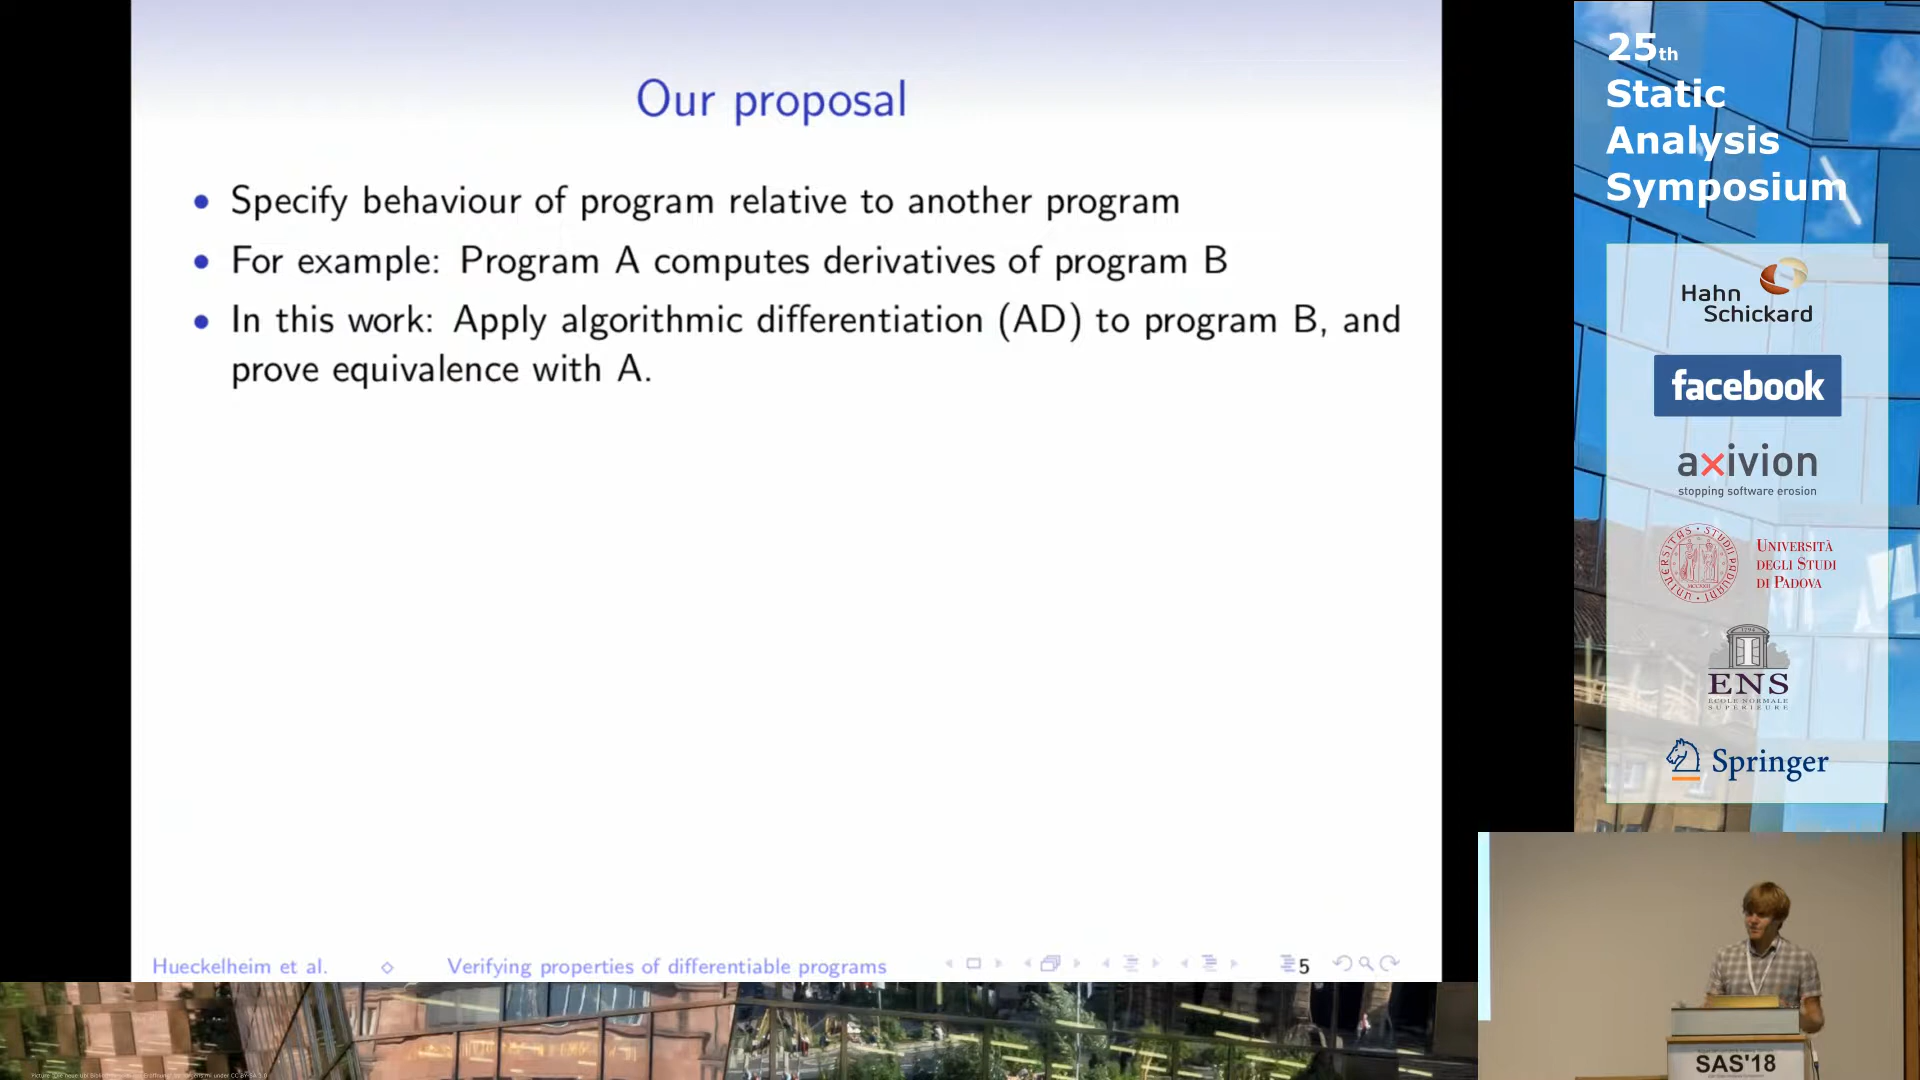 Our proposal
Specify behaviour of program relative to another program
For example: Program A computes derivatives of program B
In this work: Apply algorithmic differentiation (AD) to program B, and
prove equivalence with A.
Hueckelheim et al. ◇ Verifying properties of differentiable programs 5
25th
Static
Analysis
Symposium
Hahn
Schickard
facebook
axivion
stopping software erosion
UNIVERSITÀ
DEGLI STUDI
DI PADOVA
ENS
ECOLE NORMALE
SUPERIEURE
Springer
SAS'18